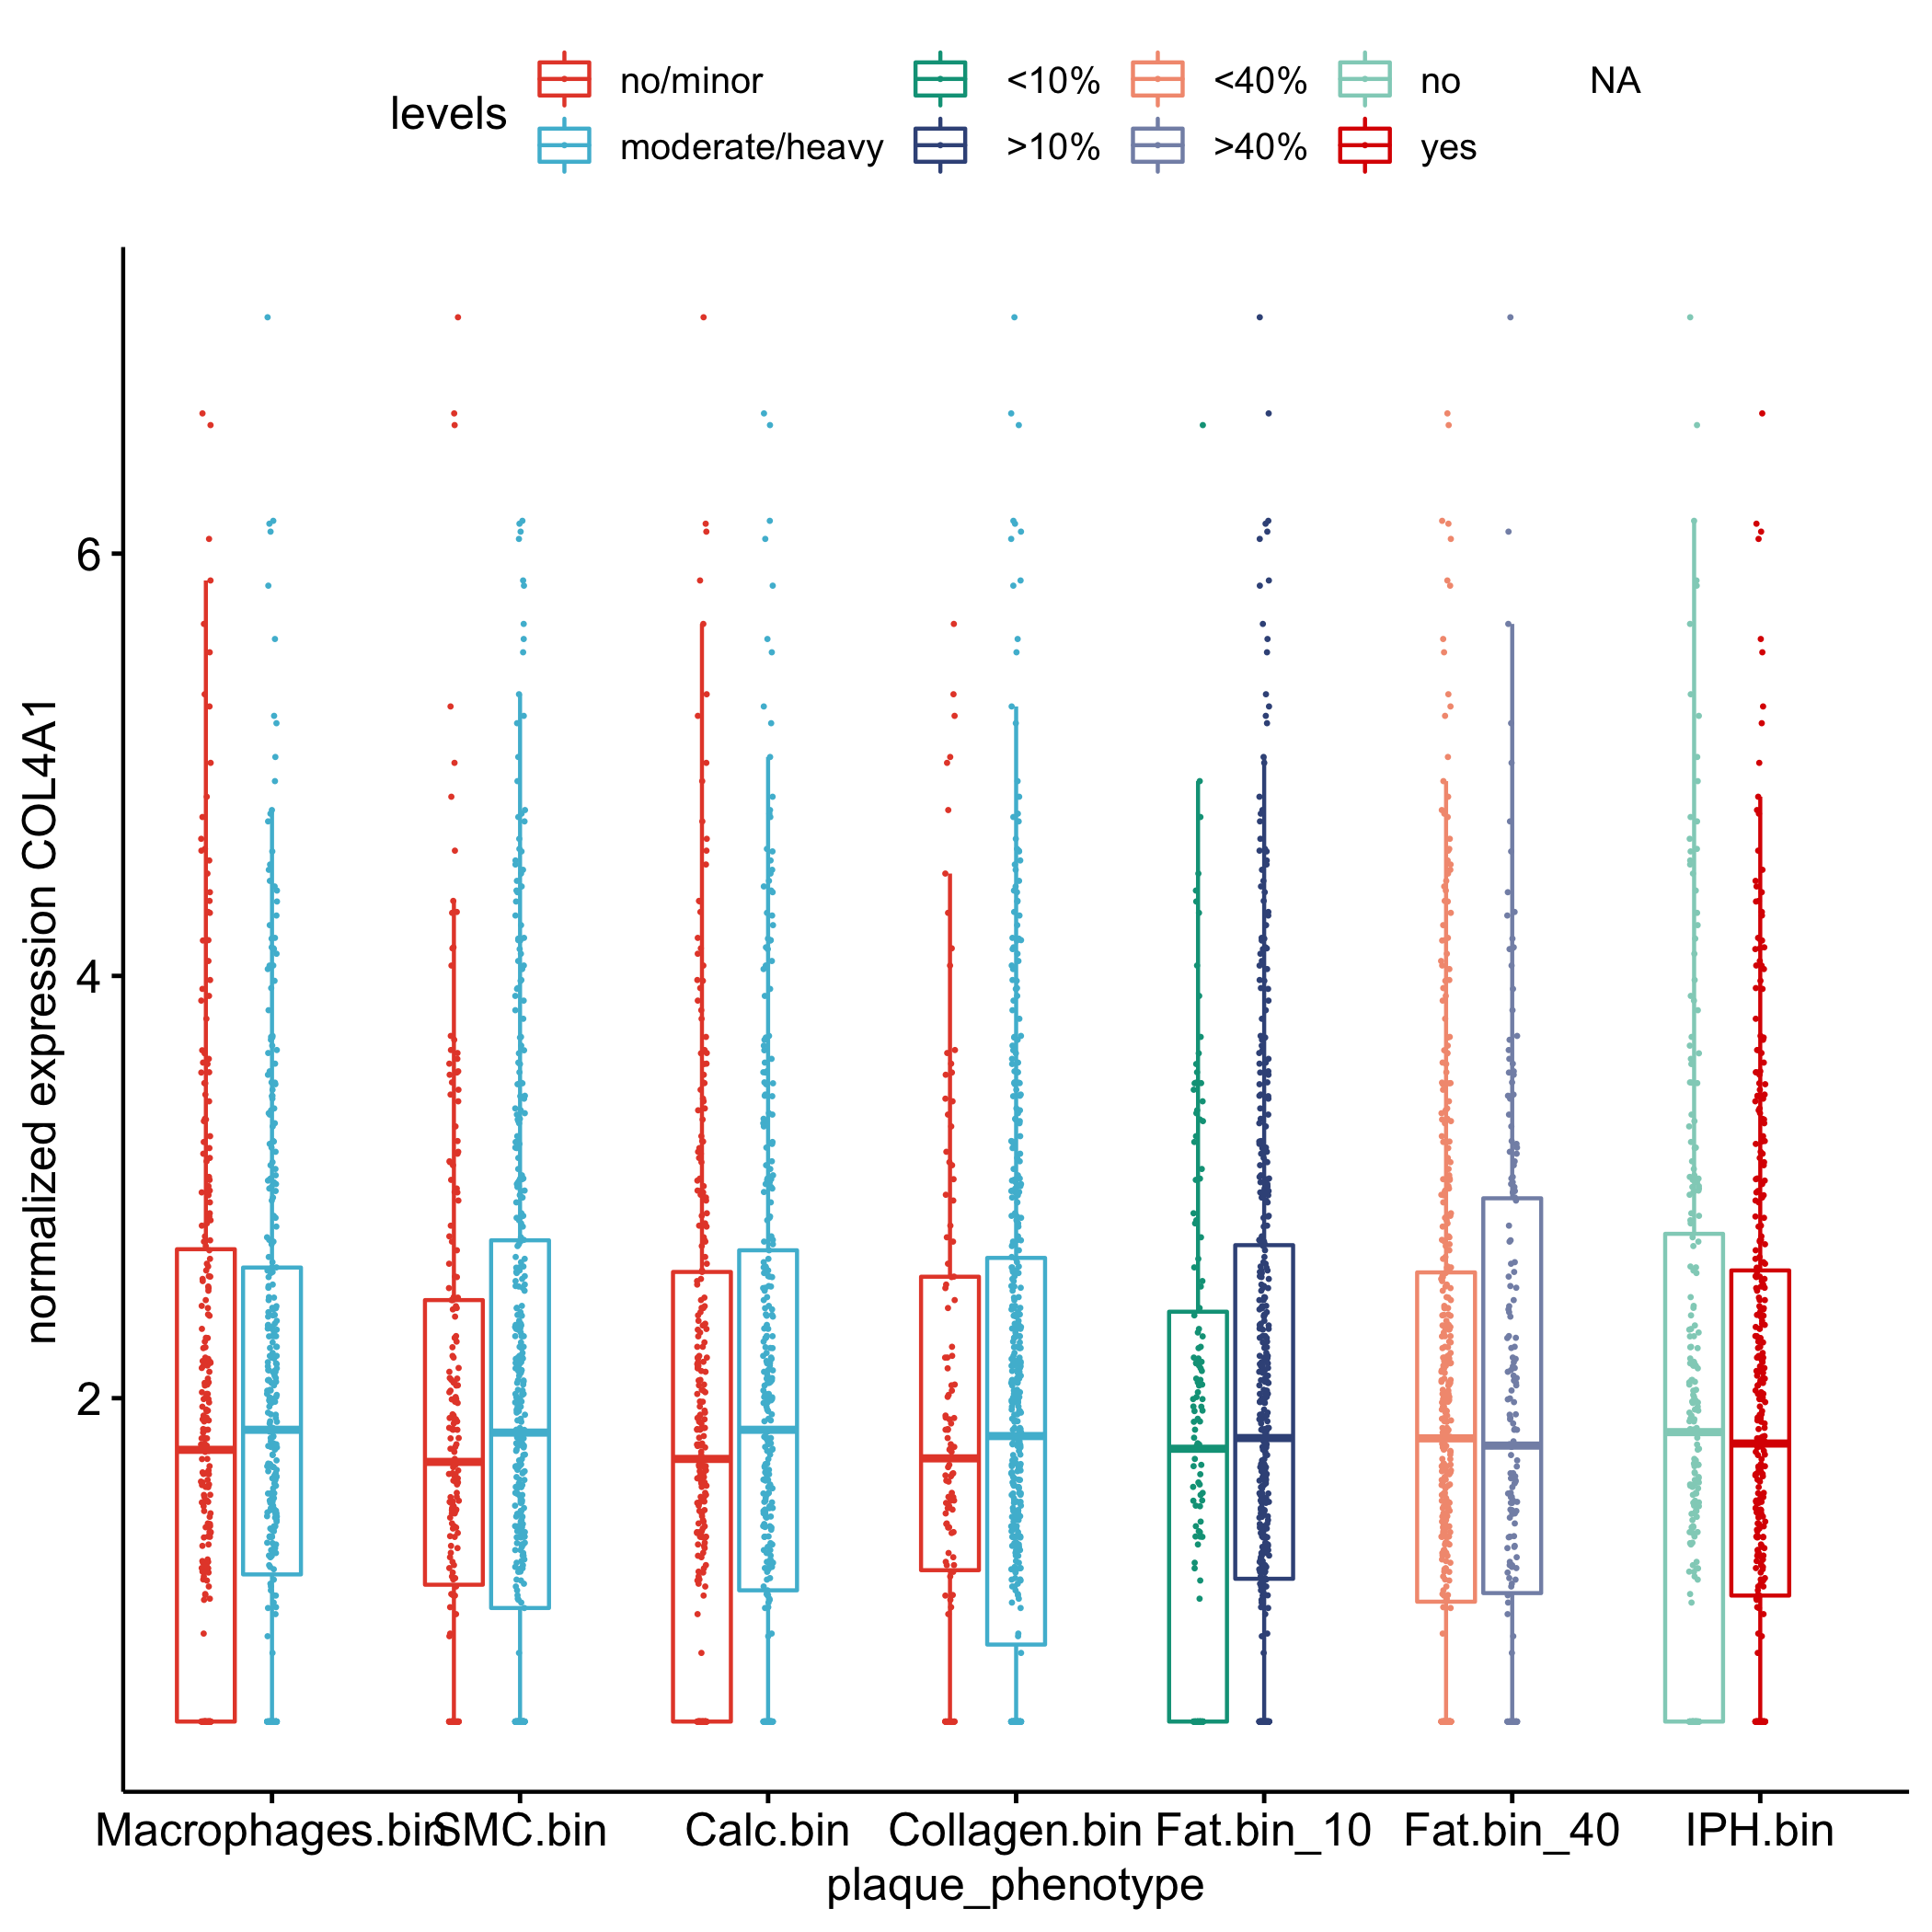 levels
no/minor <10% <40% no NA
moderate/heavy >10% >40% yes
normalized expression COL4A1
6
4
2
Macrophages.bin SMC.bin Calc.bin Collagen.bin Fat.bin_10 Fat.bin_40 IPH.bin
plaque_phenotype